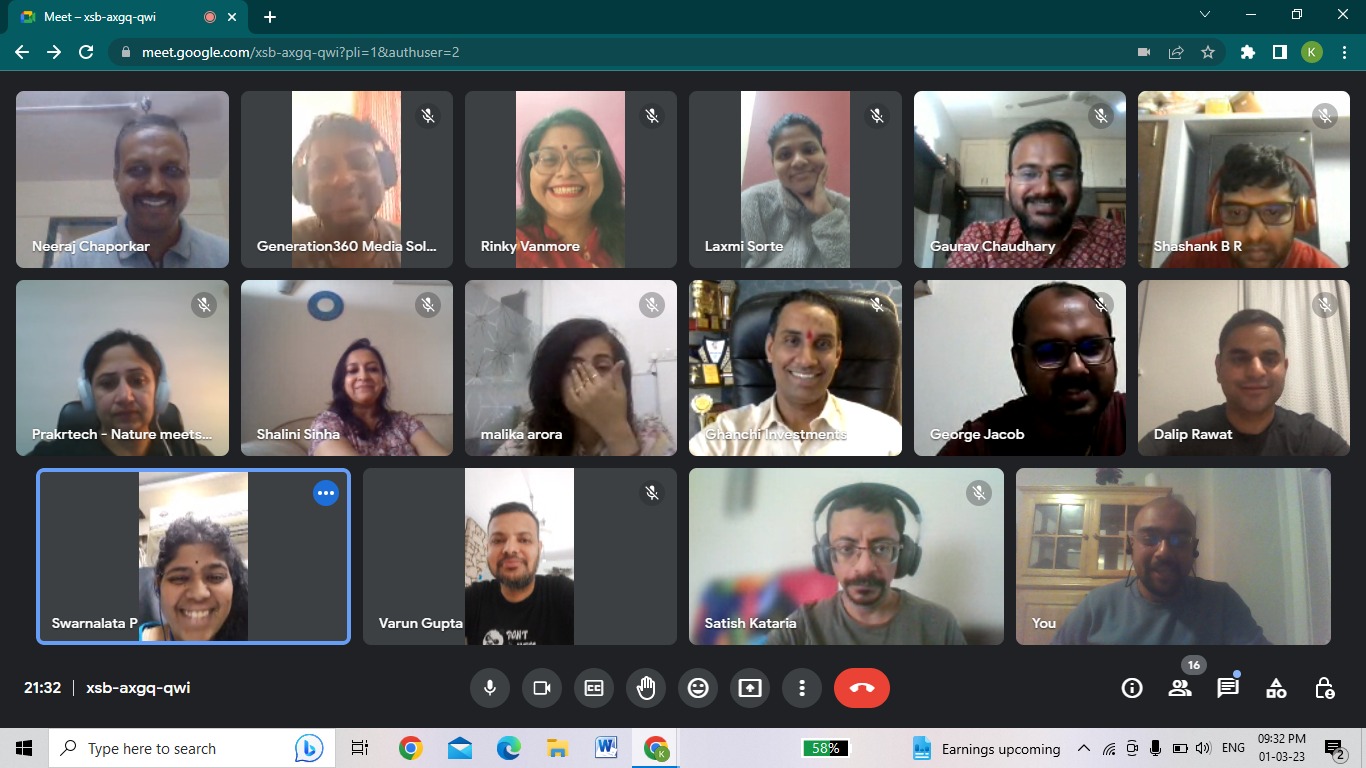 Meet – xsb-axgq-qwi
meet.google.com/xsb-axgq-qwi?pli=1&authuser=2
K
Neeraj Chaporkar
Generation360 Media Sol...
Rinky Vanmore
Laxmi Sorte
Gaurav Chaudhary
Shashank B R
Prakrtech - Nature meets...
Shalini Sinha
malika arora
Ghanchi Investments
George Jacob
Dalip Rawat
Swarnalata P
Varun Gupta
DON'T
Satish Kataria
You
21:32 | xsb-axgq-qwi
CC
16
Type here to search
W
K
58%
Earnings upcoming
ENG
09:32 PM
01-03-23
2